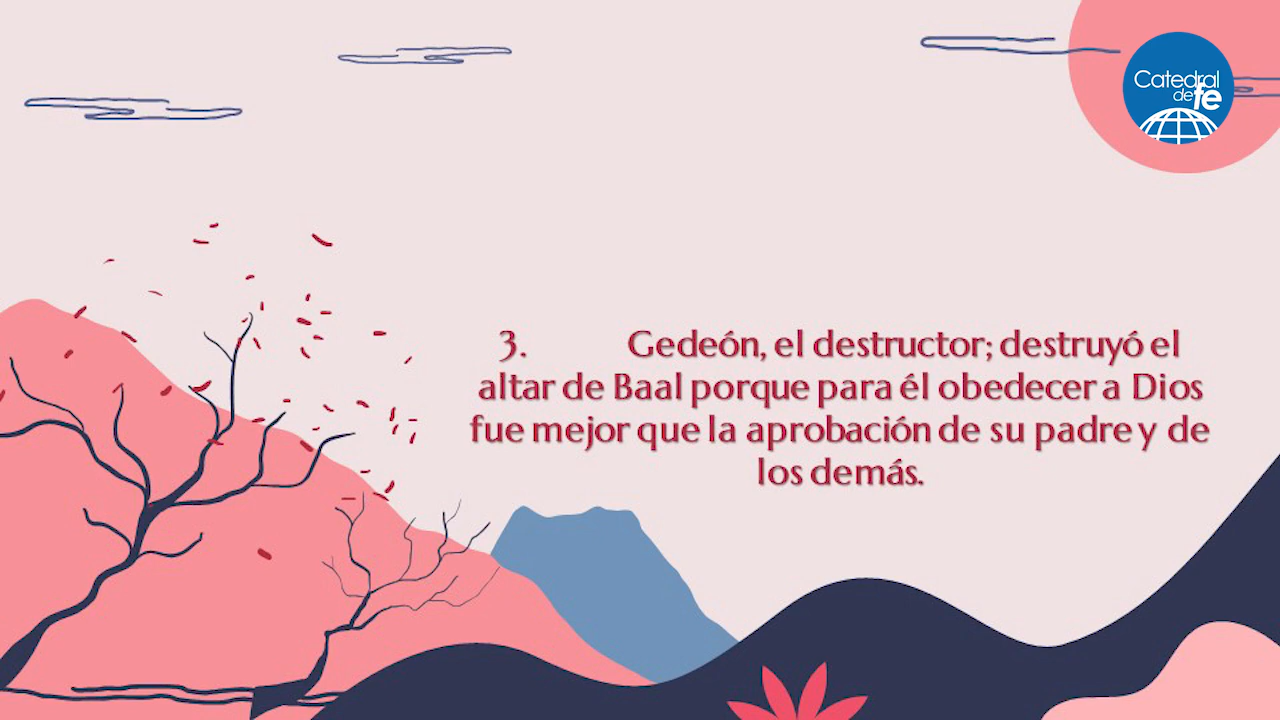 Catedral
de fe
3. Gedeón, el destructor; destruyó el
altar de Baal porque para él obedecer a Dios
fue mejor que la aprobación de su padre y de
los demás.